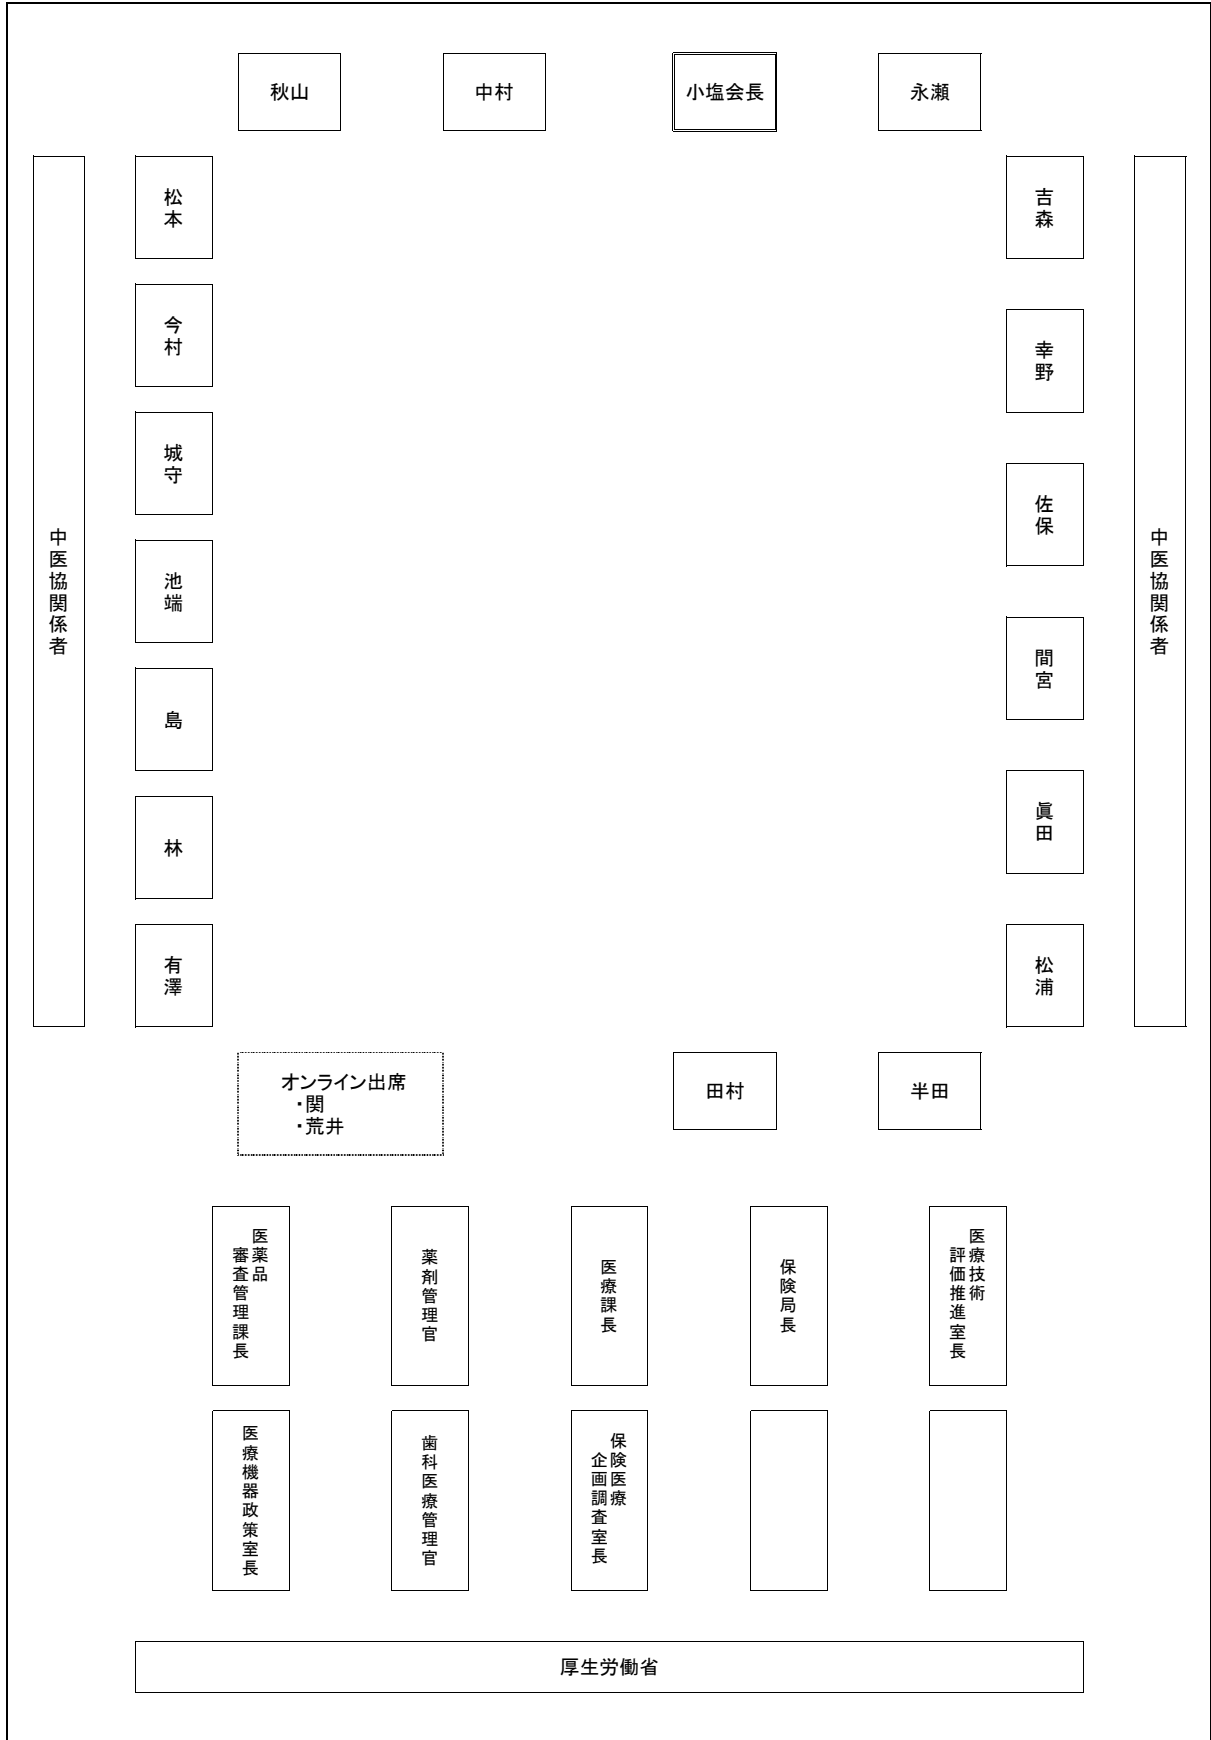 秋山
中村
小塩会長
永瀬
中医協関係者
松本
今村
城守
池端
島
林
有澤
吉森
幸野
佐保
間宮
眞田
松浦
中医協関係者
オンライン出席
・関
・荒井
田村
半田
医薬品
審査管理課長
薬剤管理官
医療課長
保険局長
医療技術
評価推進室長
医療機器政策室長
歯科医療管理官
保険医療
企画調査室長
厚生労働省